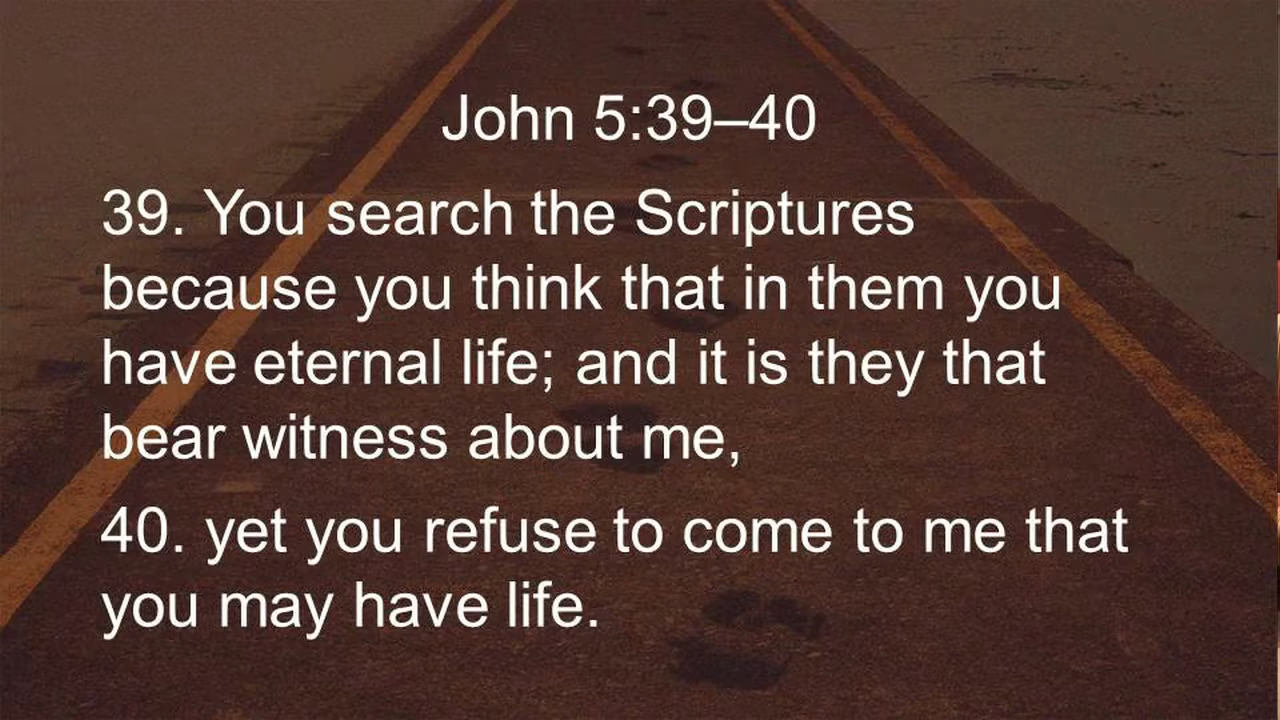 John 5:39–40
39. You search the Scriptures
because you think that in them you
have eternal life; and it is they that
bear witness about me,
40. yet you refuse to come to me that
you may have life.